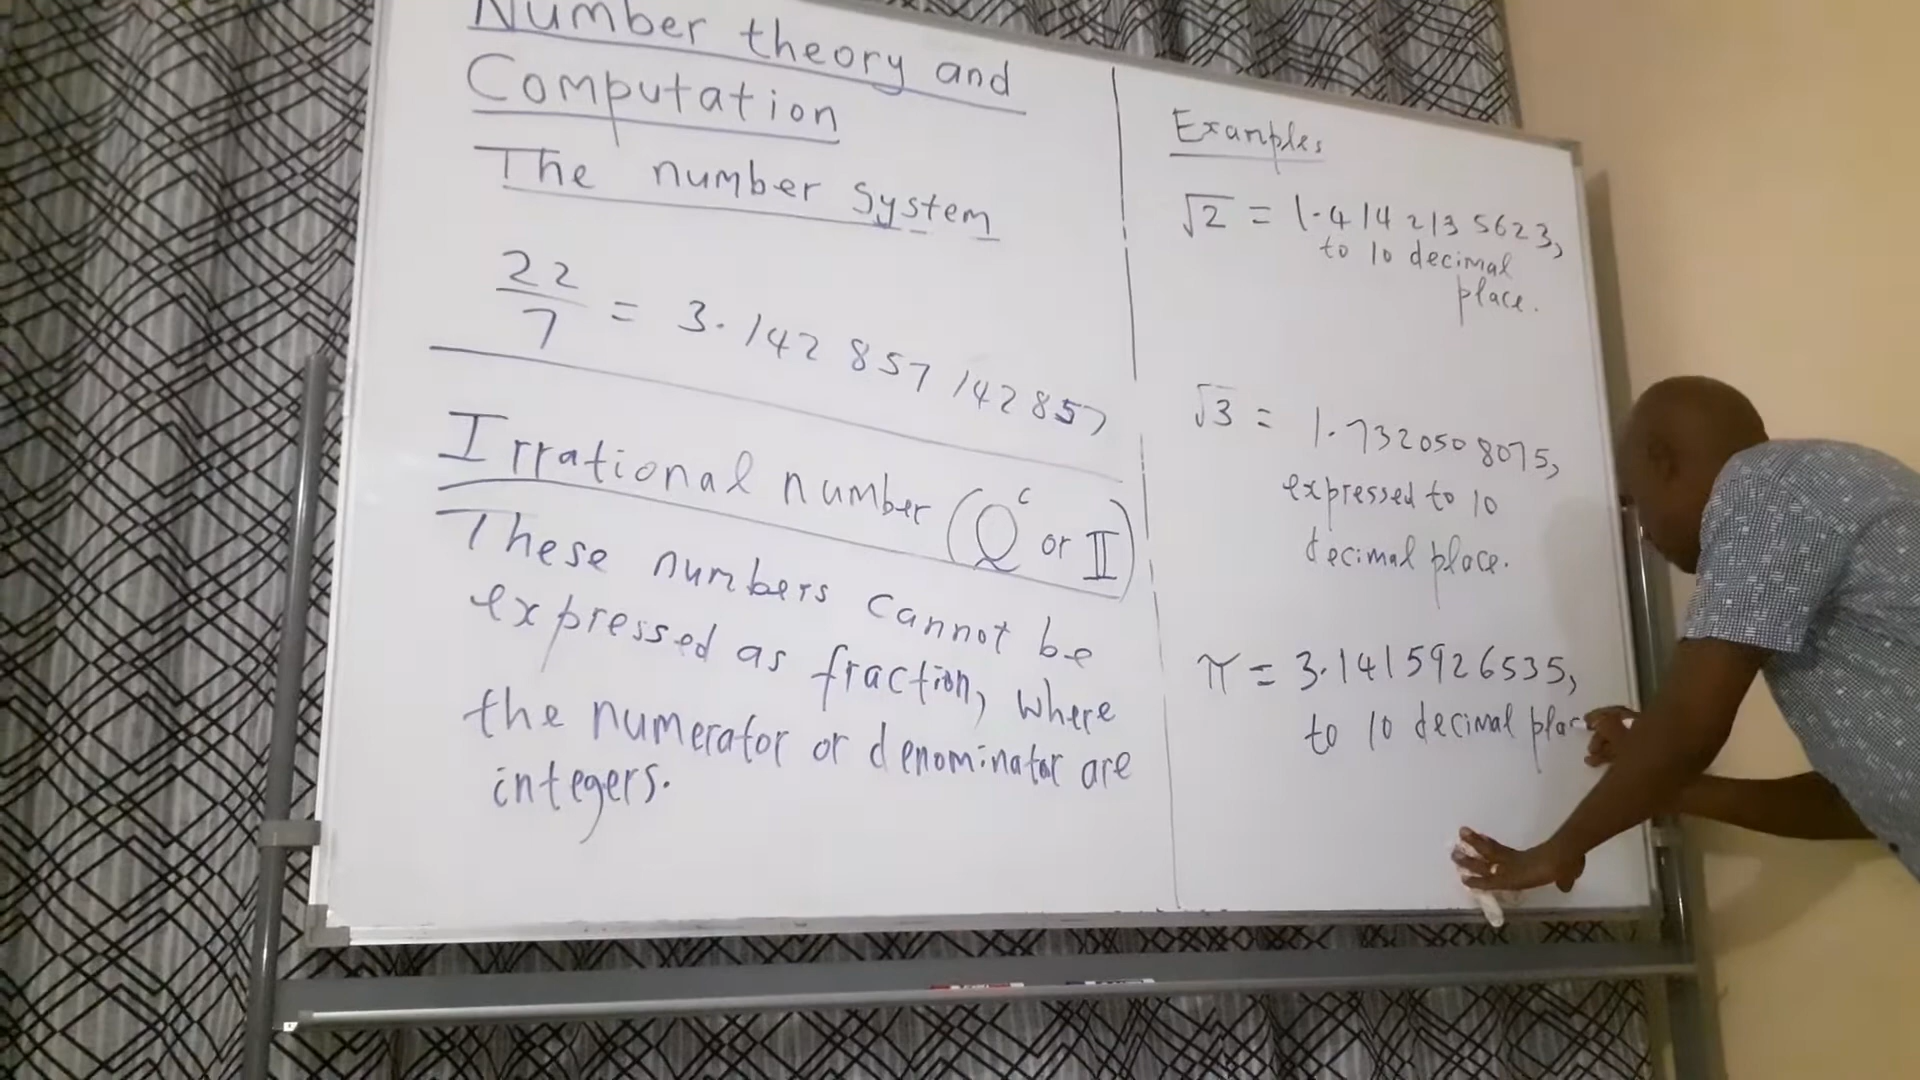 Number theory and
Computation
The number System
22
7
= 3.142 857 142857
Irrational number (Qᶜ or II)
These numbers cannot be
expressed as fraction, where
the numerator or denominator are
integers.
Examples
√2 = 1.4142135623,
to 10 decimal
place.
√3 = 1.7320508075,
expressed to 10
decimal place.
π = 3.1415926535,
to 10 decimal plac